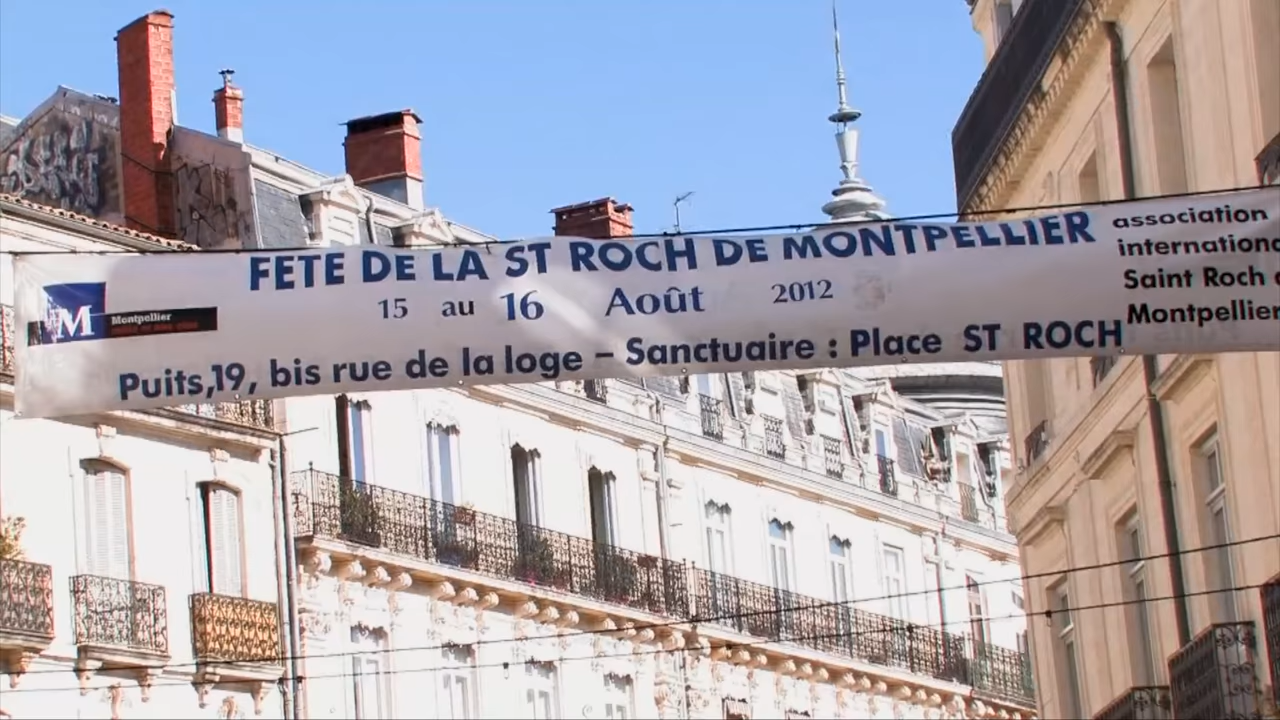 FETE DE LA ST ROCH DE MONTPELLIER
15 au 16 Août 2012
Puits,19, bis rue de la loge – Sanctuaire : Place ST ROCH
M
Montpellier
association
internationa
Saint Roch
Montpellier